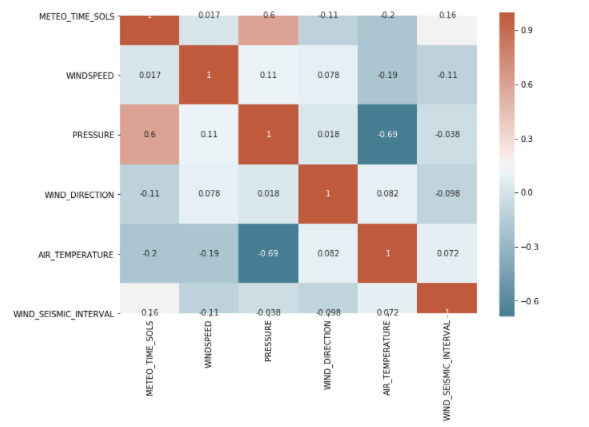 METEO_TIME_SOLS 1 0.017 0.6 -0.11 -0.2 0.16
WINDSPEED 0.017 1 0.11 0.078 -0.19 -0.11
PRESSURE 0.6 0.11 1 0.018 -0.69 -0.038
WIND_DIRECTION -0.11 0.078 0.018 1 0.082 -0.098
AIR_TEMPERATURE -0.2 -0.19 -0.69 0.082 1 0.072
WIND_SEISMIC_INTERVAL 0.16 -0.11 -0.038 -0.098 0.072 1
METEO_TIME_SOLS
WINDSPEED
PRESSURE
WIND_DIRECTION
AIR_TEMPERATURE
WIND_SEISMIC_INTERVAL
0.9
0.6
0.3
0.0
-0.3
-0.6